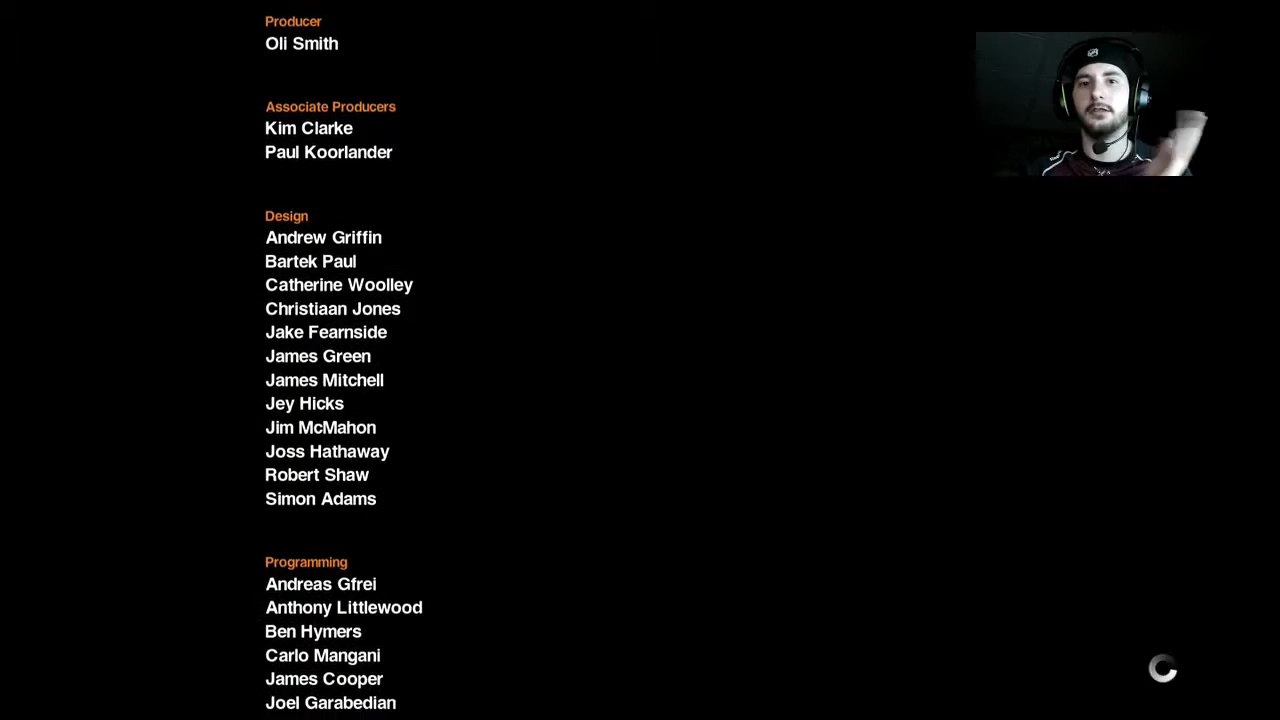 Producer
Oli Smith
Associate Producers
Kim Clarke
Paul Koorlander
Design
Andrew Griffin
Bartek Paul
Catherine Woolley
Christiaan Jones
Jake Fearnside
James Green
James Mitchell
Jey Hicks
Jim McMahon
Joss Hathaway
Robert Shaw
Simon Adams
Programming
Andreas Gfrei
Anthony Littlewood
Ben Hymers
Carlo Mangani
James Cooper
Joel Garabedian